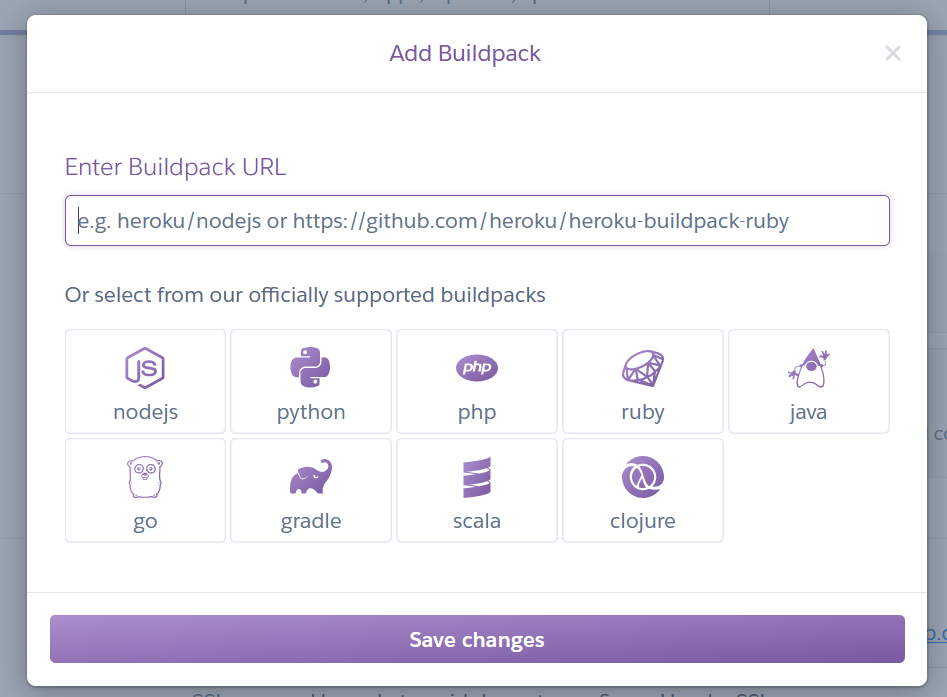 Add Buildpack
Enter Buildpack URL
e.g. heroku/nodejs or https://github.com/heroku/heroku-buildpack-ruby
Or select from our officially supported buildpacks
JS php
nodejs python php ruby java
go gradle scala clojure
Save changes